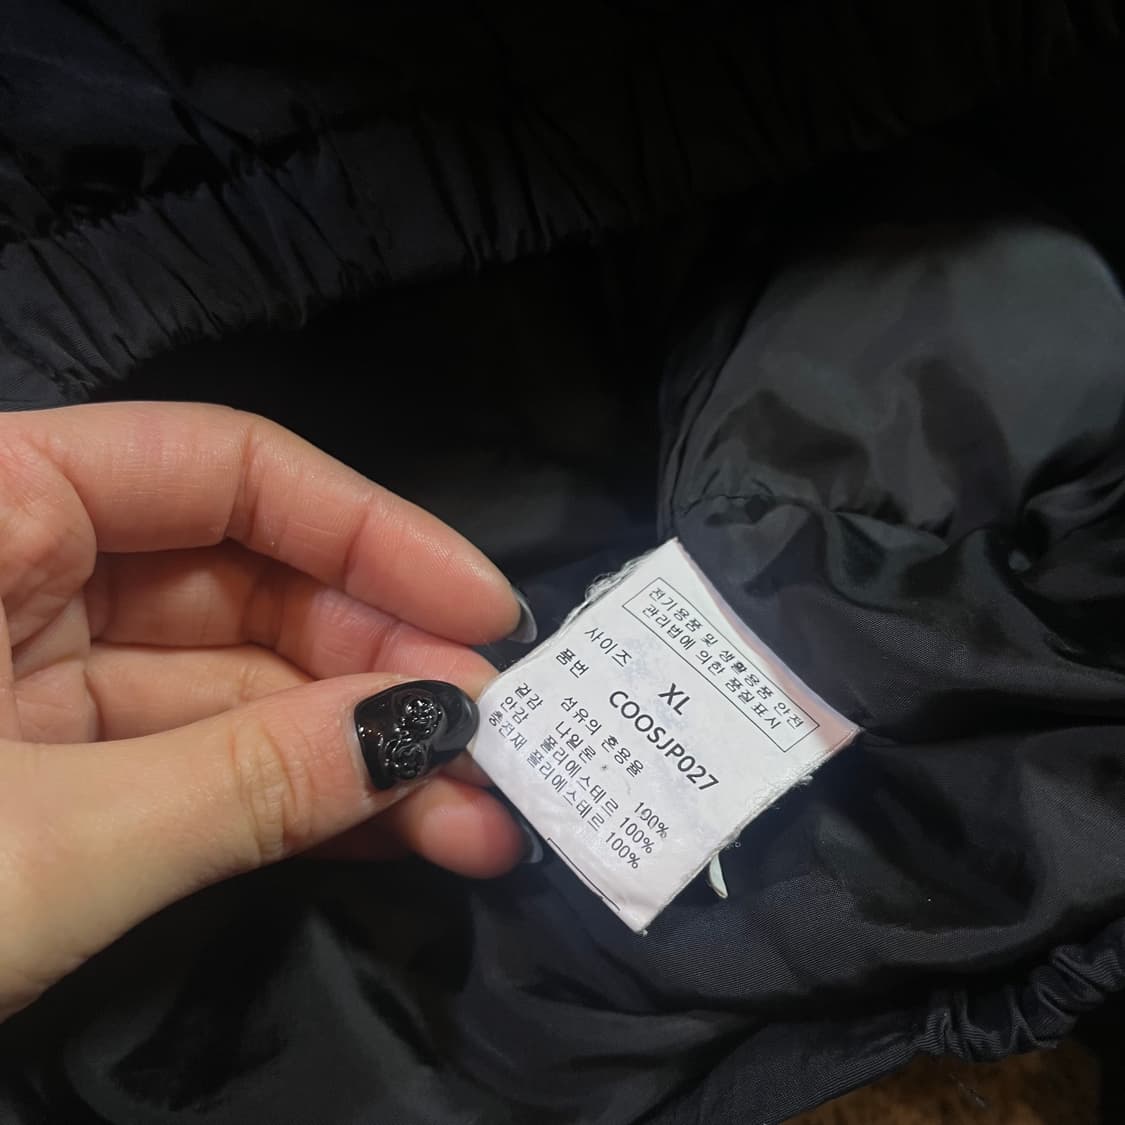 전기용품 및 생활용품 안전
관리법에 의한 품질표시
사이즈 XL
품번 COOSJP027
섬유의 혼용율
겉감 나일론 100%
안감 폴리에스테르 100%
충전재 폴리에스테르 100%